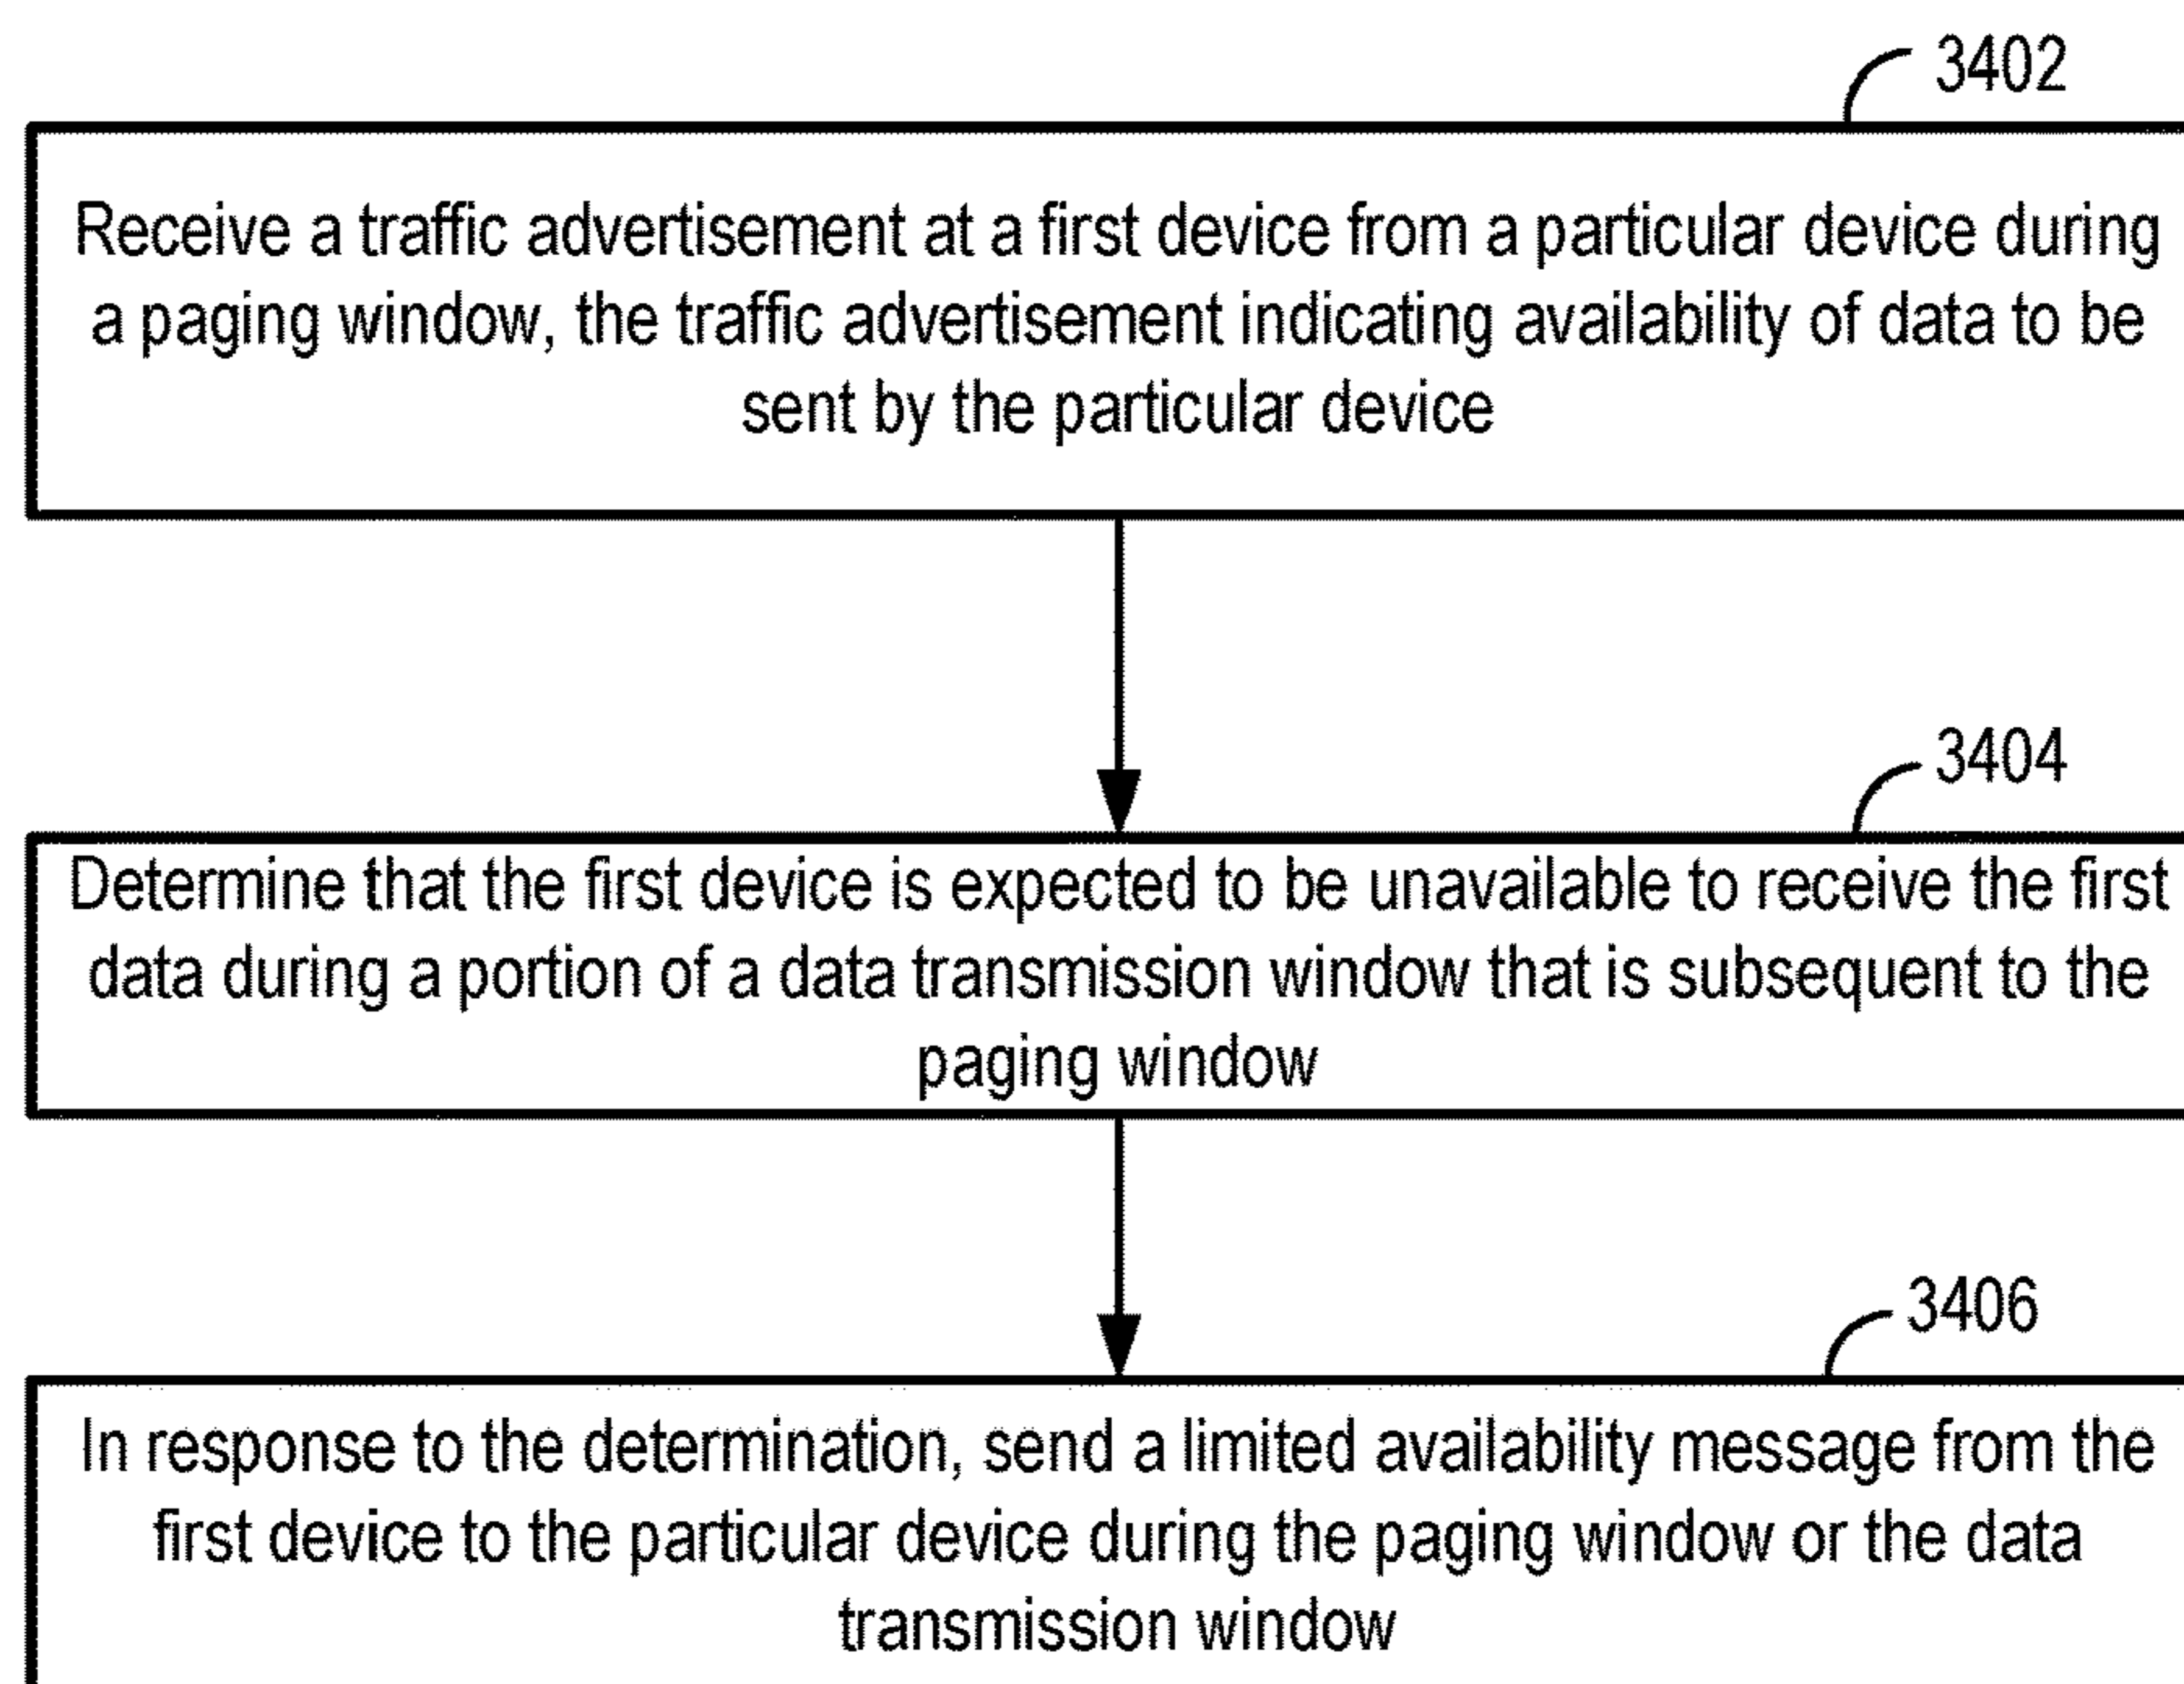 3402
Receive a traffic advertisement at a first device from a particular device during
a paging window, the traffic advertisement indicating availability of data to be
sent by the particular device
3404
Determine that the first device is expected to be unavailable to receive the first
data during a portion of a data transmission window that is subsequent to the
paging window
3406
In response to the determination, send a limited availability message from the
first device to the particular device during the paging window or the data
transmission window